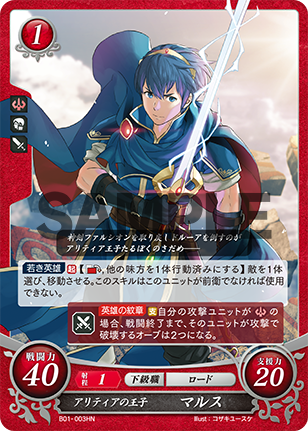 1
SAMPLE
神剣ファルシオンを取り戻しドルーアを倒すのが
アリティア王子たるぼくのさだめ──
若き英雄 起 【 ,他の味方を1体行動済みにする】敵を1体
選び、移動させる。このスキルはこのユニットが前衛でなければ使用
できない。
英雄の紋章 支 自分の攻撃ユニットが
の場合、戦闘終了まで、そのユニットが攻撃で
破壊するオーブは2つになる。
戦闘力 40
射程 1 下級職 ロード
支援力 20
アリティアの王子 マルス
B01-003HN Illust:コザキユースケ